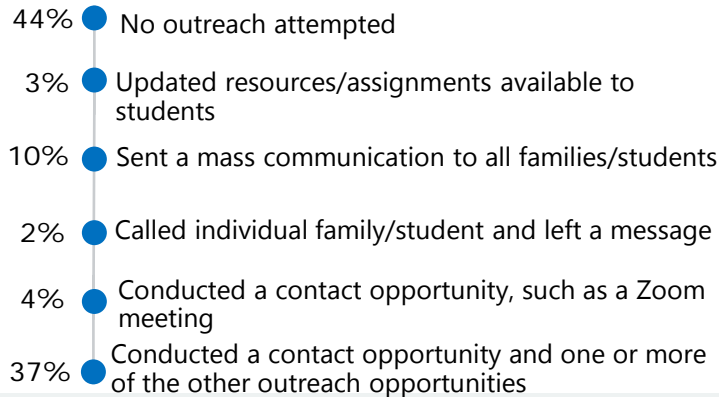 44% No outreach attempted
3% Updated resources/assignments available to
students
10% Sent a mass communication to all families/students
2% Called individual family/student and left a message
4% Conducted a contact opportunity, such as a Zoom
meeting
37% Conducted a contact opportunity and one or more
of the other outreach opportunities